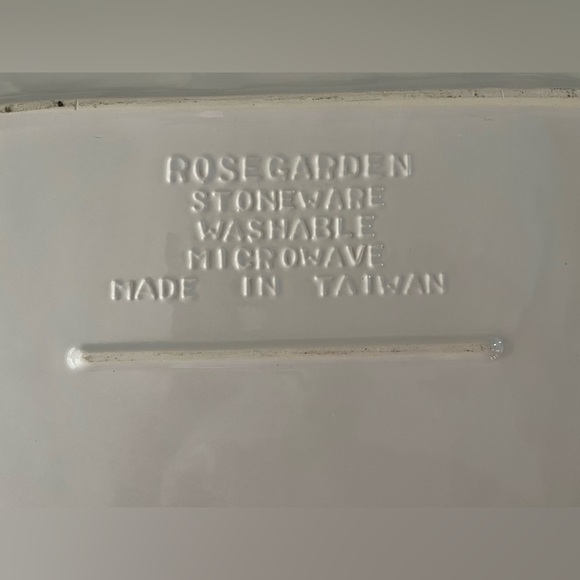 ROSEGARDEN
STONEWARE
WASHABLE
MICROWAVE
MADE IN TAIWAN